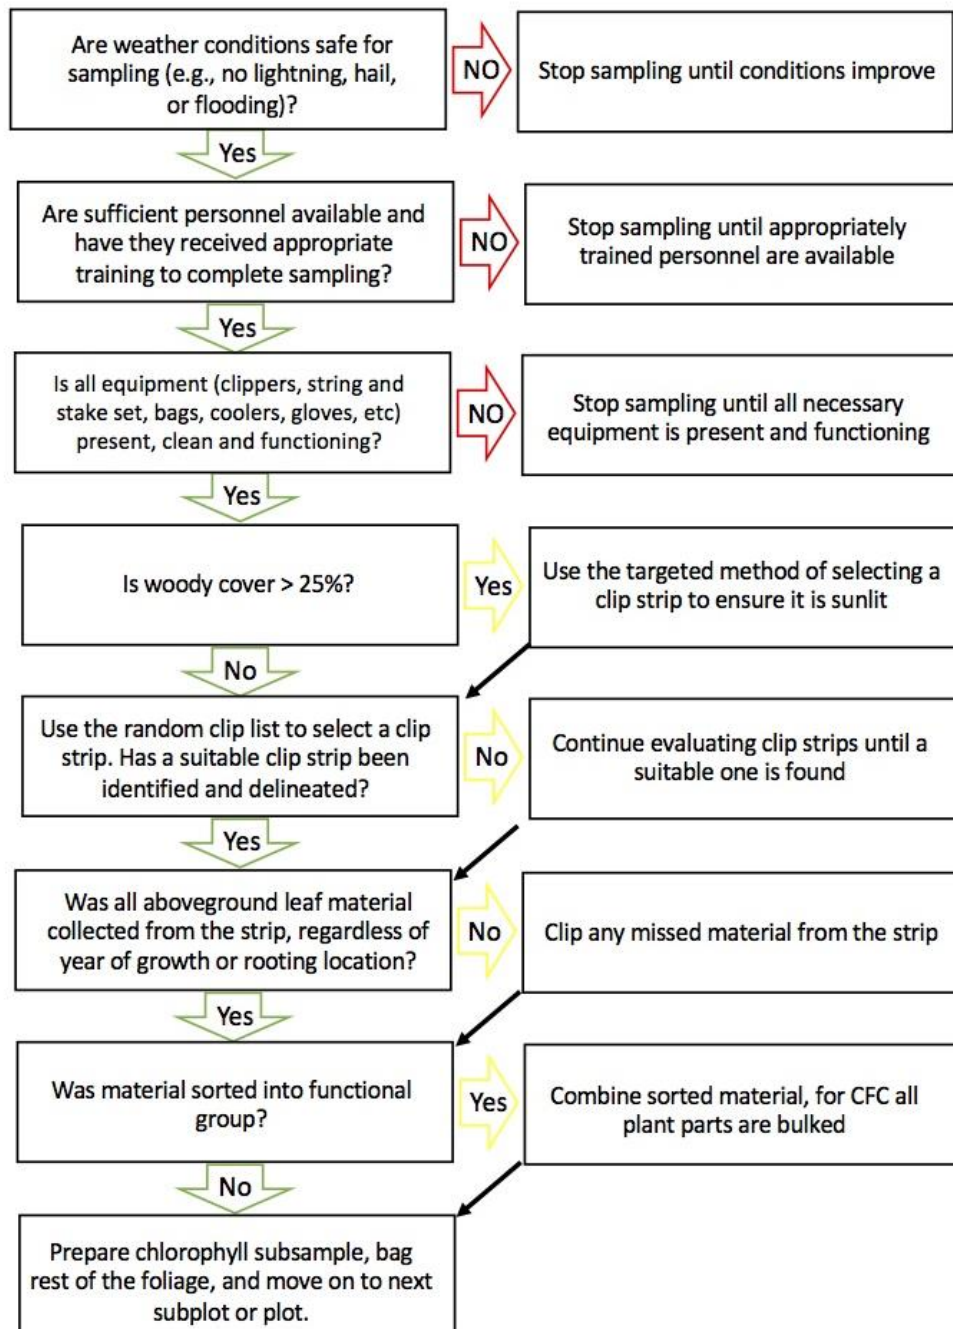 Are weather conditions safe for
sampling (e.g., no lightning, hail,
or flooding)?
NO
Stop sampling until conditions improve
Yes
Are sufficient personnel available and
have they received appropriate
training to complete sampling?
NO
Stop sampling until appropriately
trained personnel are available
Yes
Is all equipment (clippers, string and
stake set, bags, coolers, gloves, etc)
present, clean and functioning?
NO
Stop sampling until all necessary
equipment is present and functioning
Yes
Is woody cover > 25%?
Yes
Use the targeted method of selecting a
clip strip to ensure it is sunlit
No
Use the random clip list to select a clip
strip. Has a suitable clip strip been
identified and delineated?
No
Continue evaluating clip strips until a
suitable one is found
Yes
Was all aboveground leaf material
collected from the strip, regardless of
year of growth or rooting location?
No
Clip any missed material from the strip
Yes
Was material sorted into functional
group?
Yes
Combine sorted material, for CFC all
plant parts are bulked
No
Prepare chlorophyll subsample, bag
rest of the foliage, and move on to next
subplot or plot.